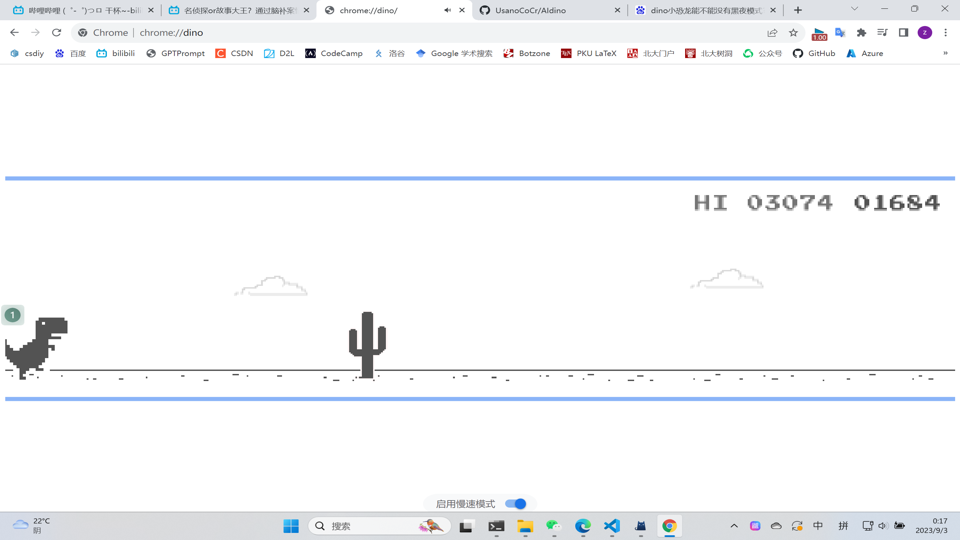 哔哩哔哩 (゜-゜)つロ 干杯~-bili
名侦探or故事大王？通过脑补案
chrome://dino/
UsanoCoCr/AIdino
dino小恐龙能不能没有黑夜模式
Chrome | chrome://dino
1.00
z
csdiy
百度
bilibili
GPTPrompt
CSDN
D2L
CodeCamp
洛谷
Google 学术搜索
Botzone
PKU LaTeX
北大门户
北大树洞
公众号
GitHub
Azure
»
HI 03074 01684
1
启用慢速模式
22°C
阴
搜索
中
拼
0:17
2023/9/3